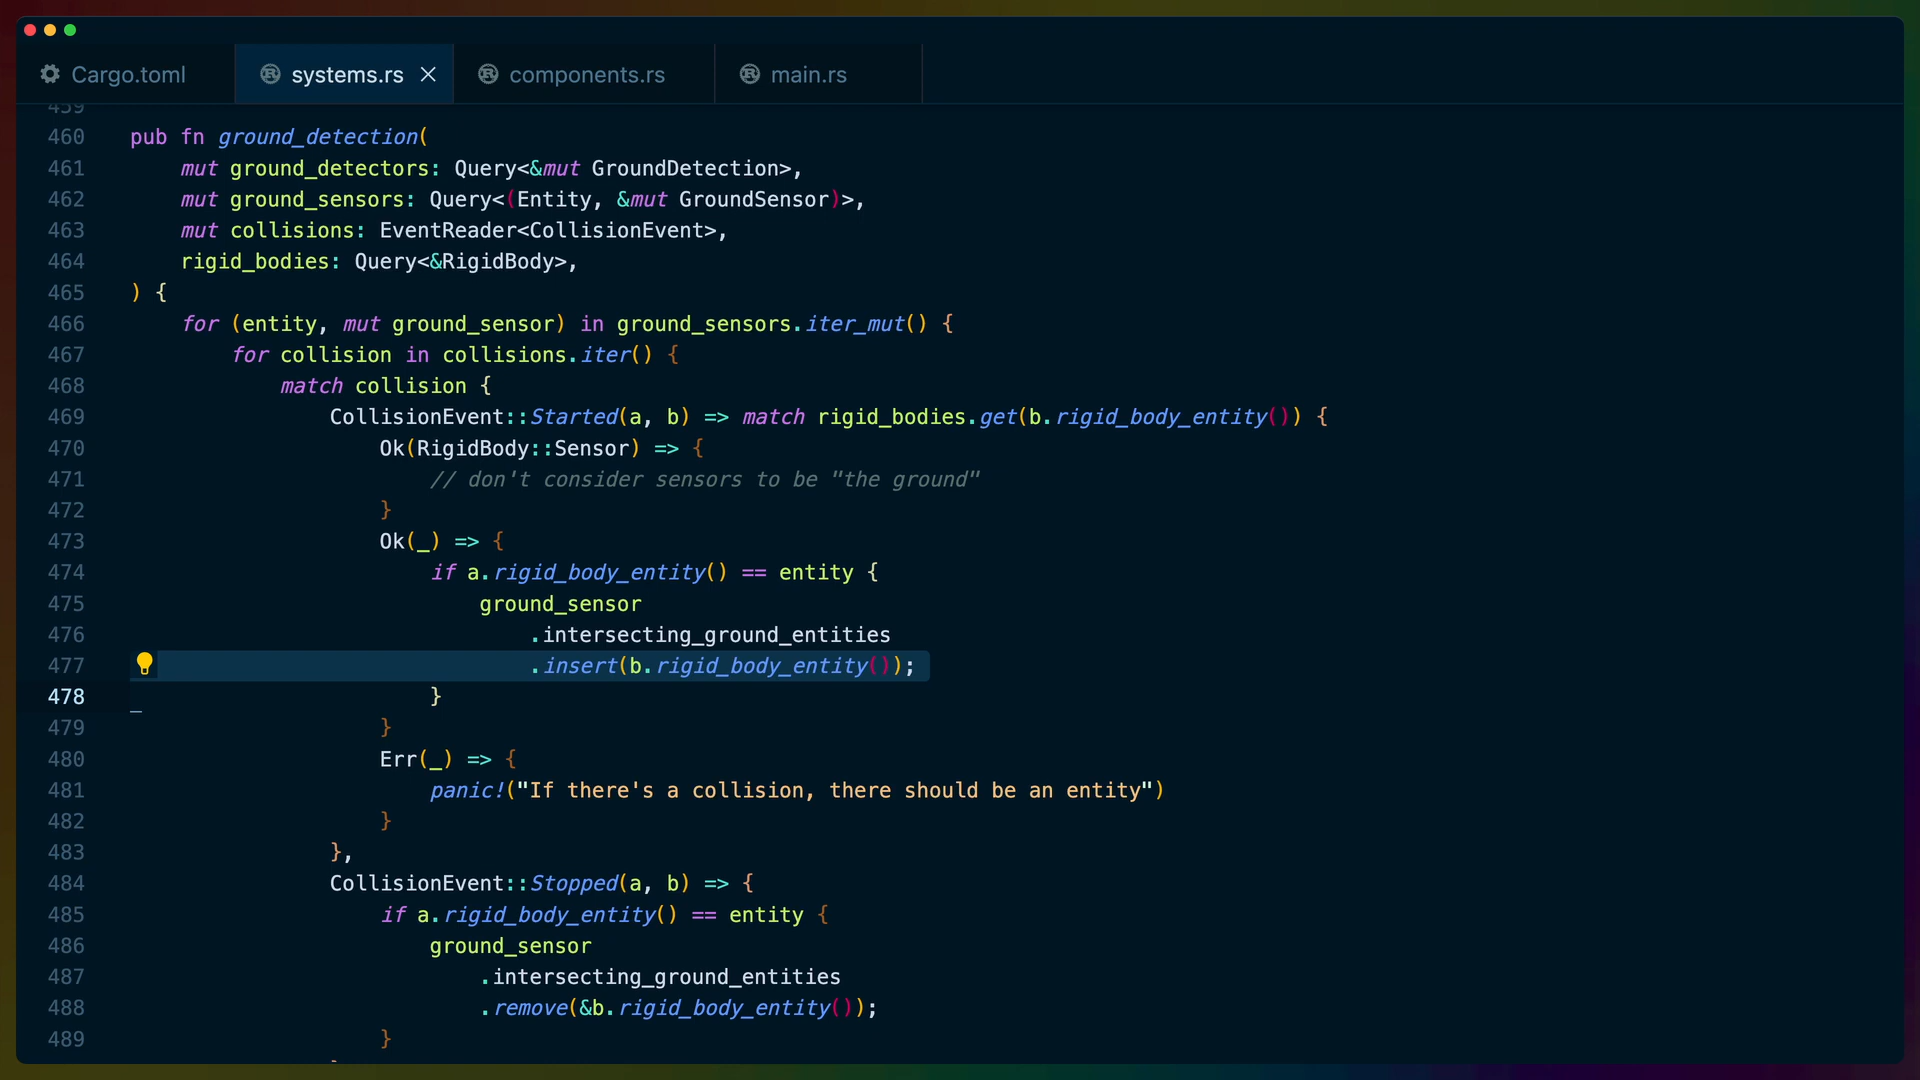 Cargo.toml systems.rs components.rs main.rs
459
460 pub fn ground_detection(
461     mut ground_detectors: Query<&mut GroundDetection>,
462     mut ground_sensors: Query<(Entity, &mut GroundSensor)>,
463     mut collisions: EventReader<CollisionEvent>,
464     rigid_bodies: Query<&RigidBody>,
465 ) {
466     for (entity, mut ground_sensor) in ground_sensors.iter_mut() {
467         for collision in collisions.iter() {
468             match collision {
469                 CollisionEvent::Started(a, b) => match rigid_bodies.get(b.rigid_body_entity()) {
470                     Ok(RigidBody::Sensor) => {
471                         // don't consider sensors to be "the ground"
472                     }
473                     Ok(_) => {
474                         if a.rigid_body_entity() == entity {
475                             ground_sensor
476                                 .intersecting_ground_entities
477                                 .insert(b.rigid_body_entity());
478                         }
479                     }
480                     Err(_) => {
481                         panic!("If there's a collision, there should be an entity")
482                     }
483                 },
484                 CollisionEvent::Stopped(a, b) => {
485                     if a.rigid_body_entity() == entity {
486                         ground_sensor
487                             .intersecting_ground_entities
488                             .remove(&b.rigid_body_entity());
489                     }